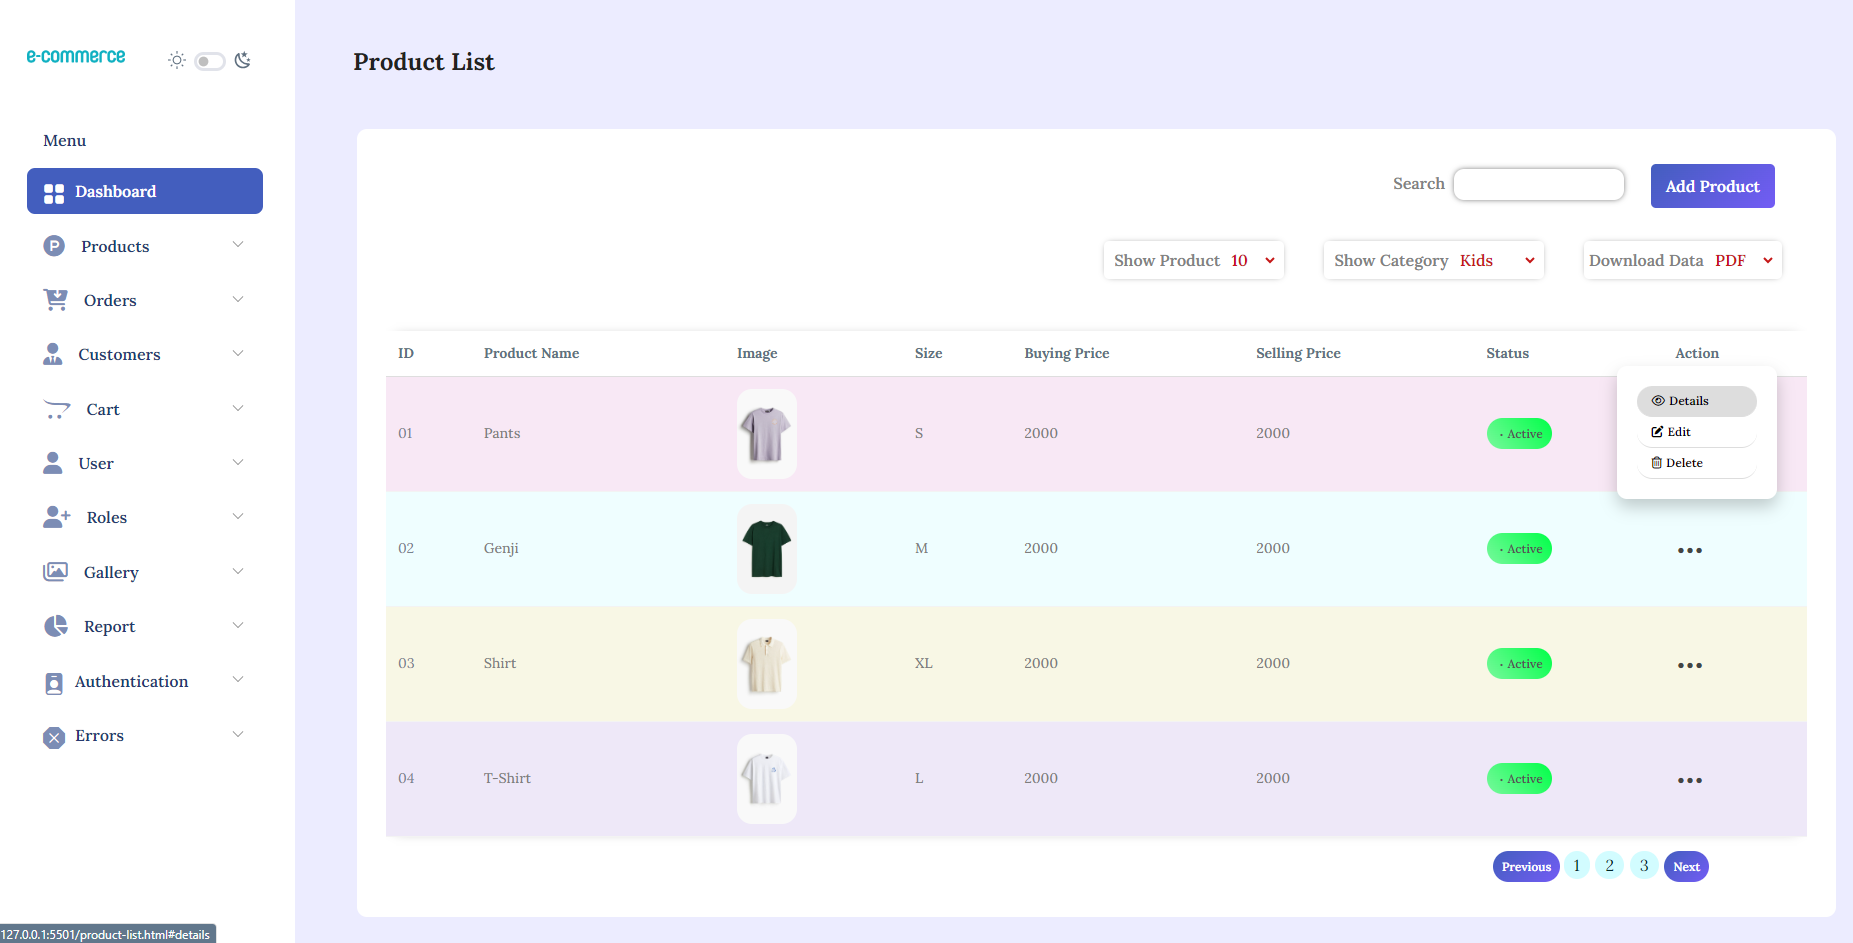 e-commerce
Product List
Menu
Dashboard
Products
Orders
Customers
Cart
User
Roles
Gallery
Report
Authentication
Errors
Search
Add Product
Show Product 10
Show Category Kids
Download Data PDF
ID Product Name Image Size Buying Price Selling Price Status Action
01 Pants S 2000 2000 • Active
Details
Edit
Delete
02 Genji M 2000 2000 • Active •••
03 Shirt XL 2000 2000 • Active •••
04 T-Shirt L 2000 2000 • Active •••
Previous 1 2 3 Next
127.0.0.1:5501/product-list.html#details